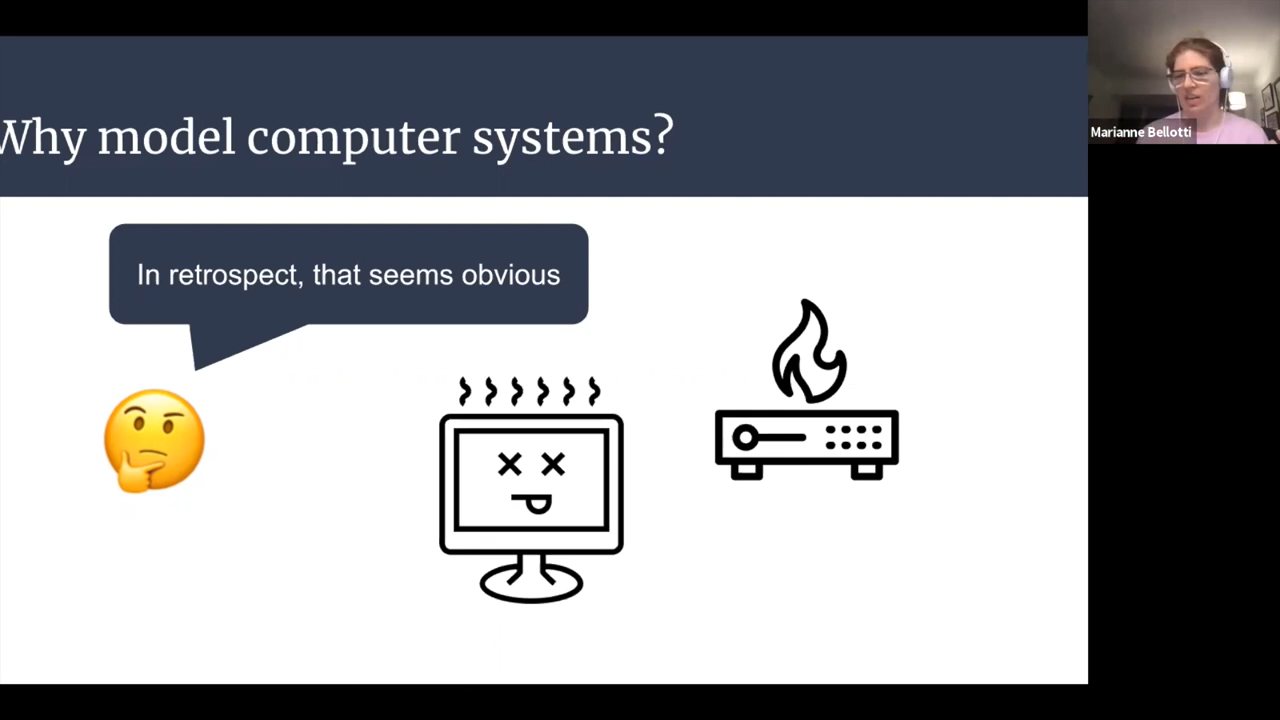 Why model computer systems?
In retrospect, that seems obvious
Marianne Bellotti